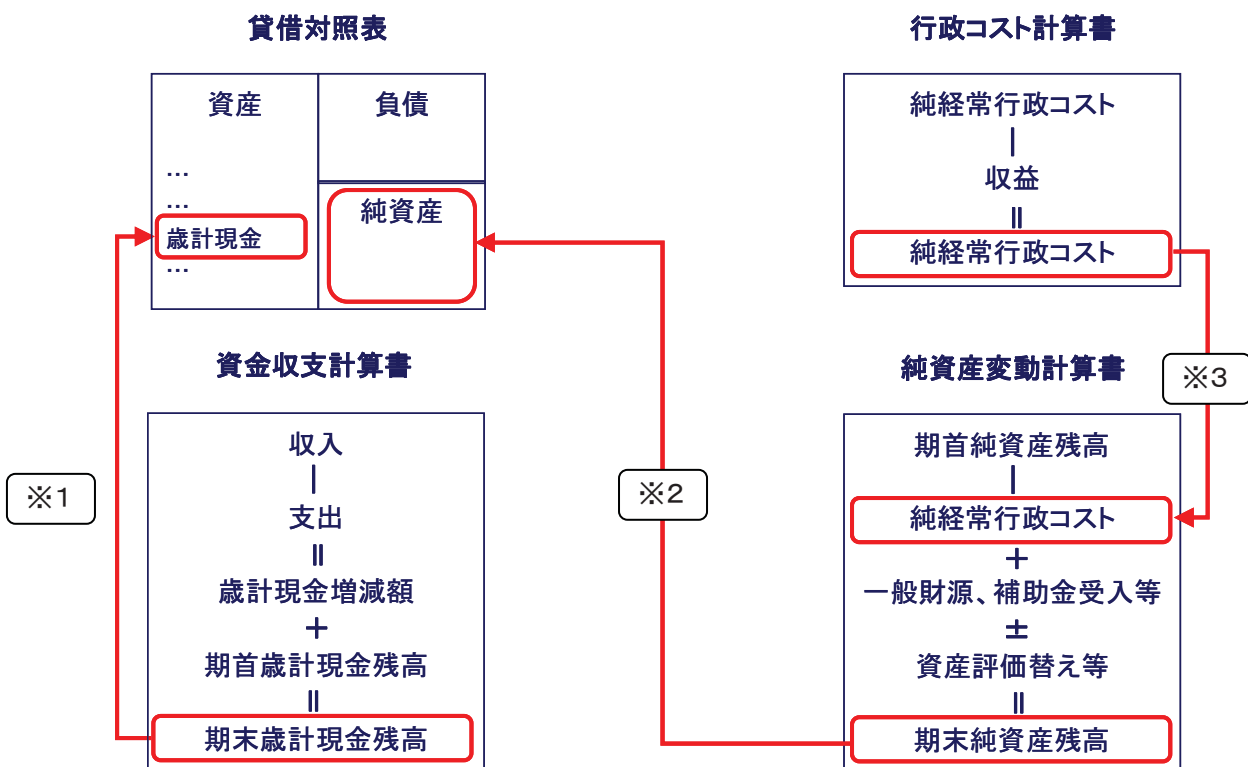 貸借対照表
資産
負債
…
…
歳計現金
…
純資産
行政コスト計算書
純経常行政コスト
｜
収益
||
純経常行政コスト
資金収支計算書
収入
｜
支出
||
歳計現金増減額
＋
期首歳計現金残高
||
期末歳計現金残高
純資産変動計算書
期首純資産残高
｜
純経常行政コスト
＋
一般財源、補助金受入等
±
資産評価替え等
||
期末純資産残高
※1
※2
※3